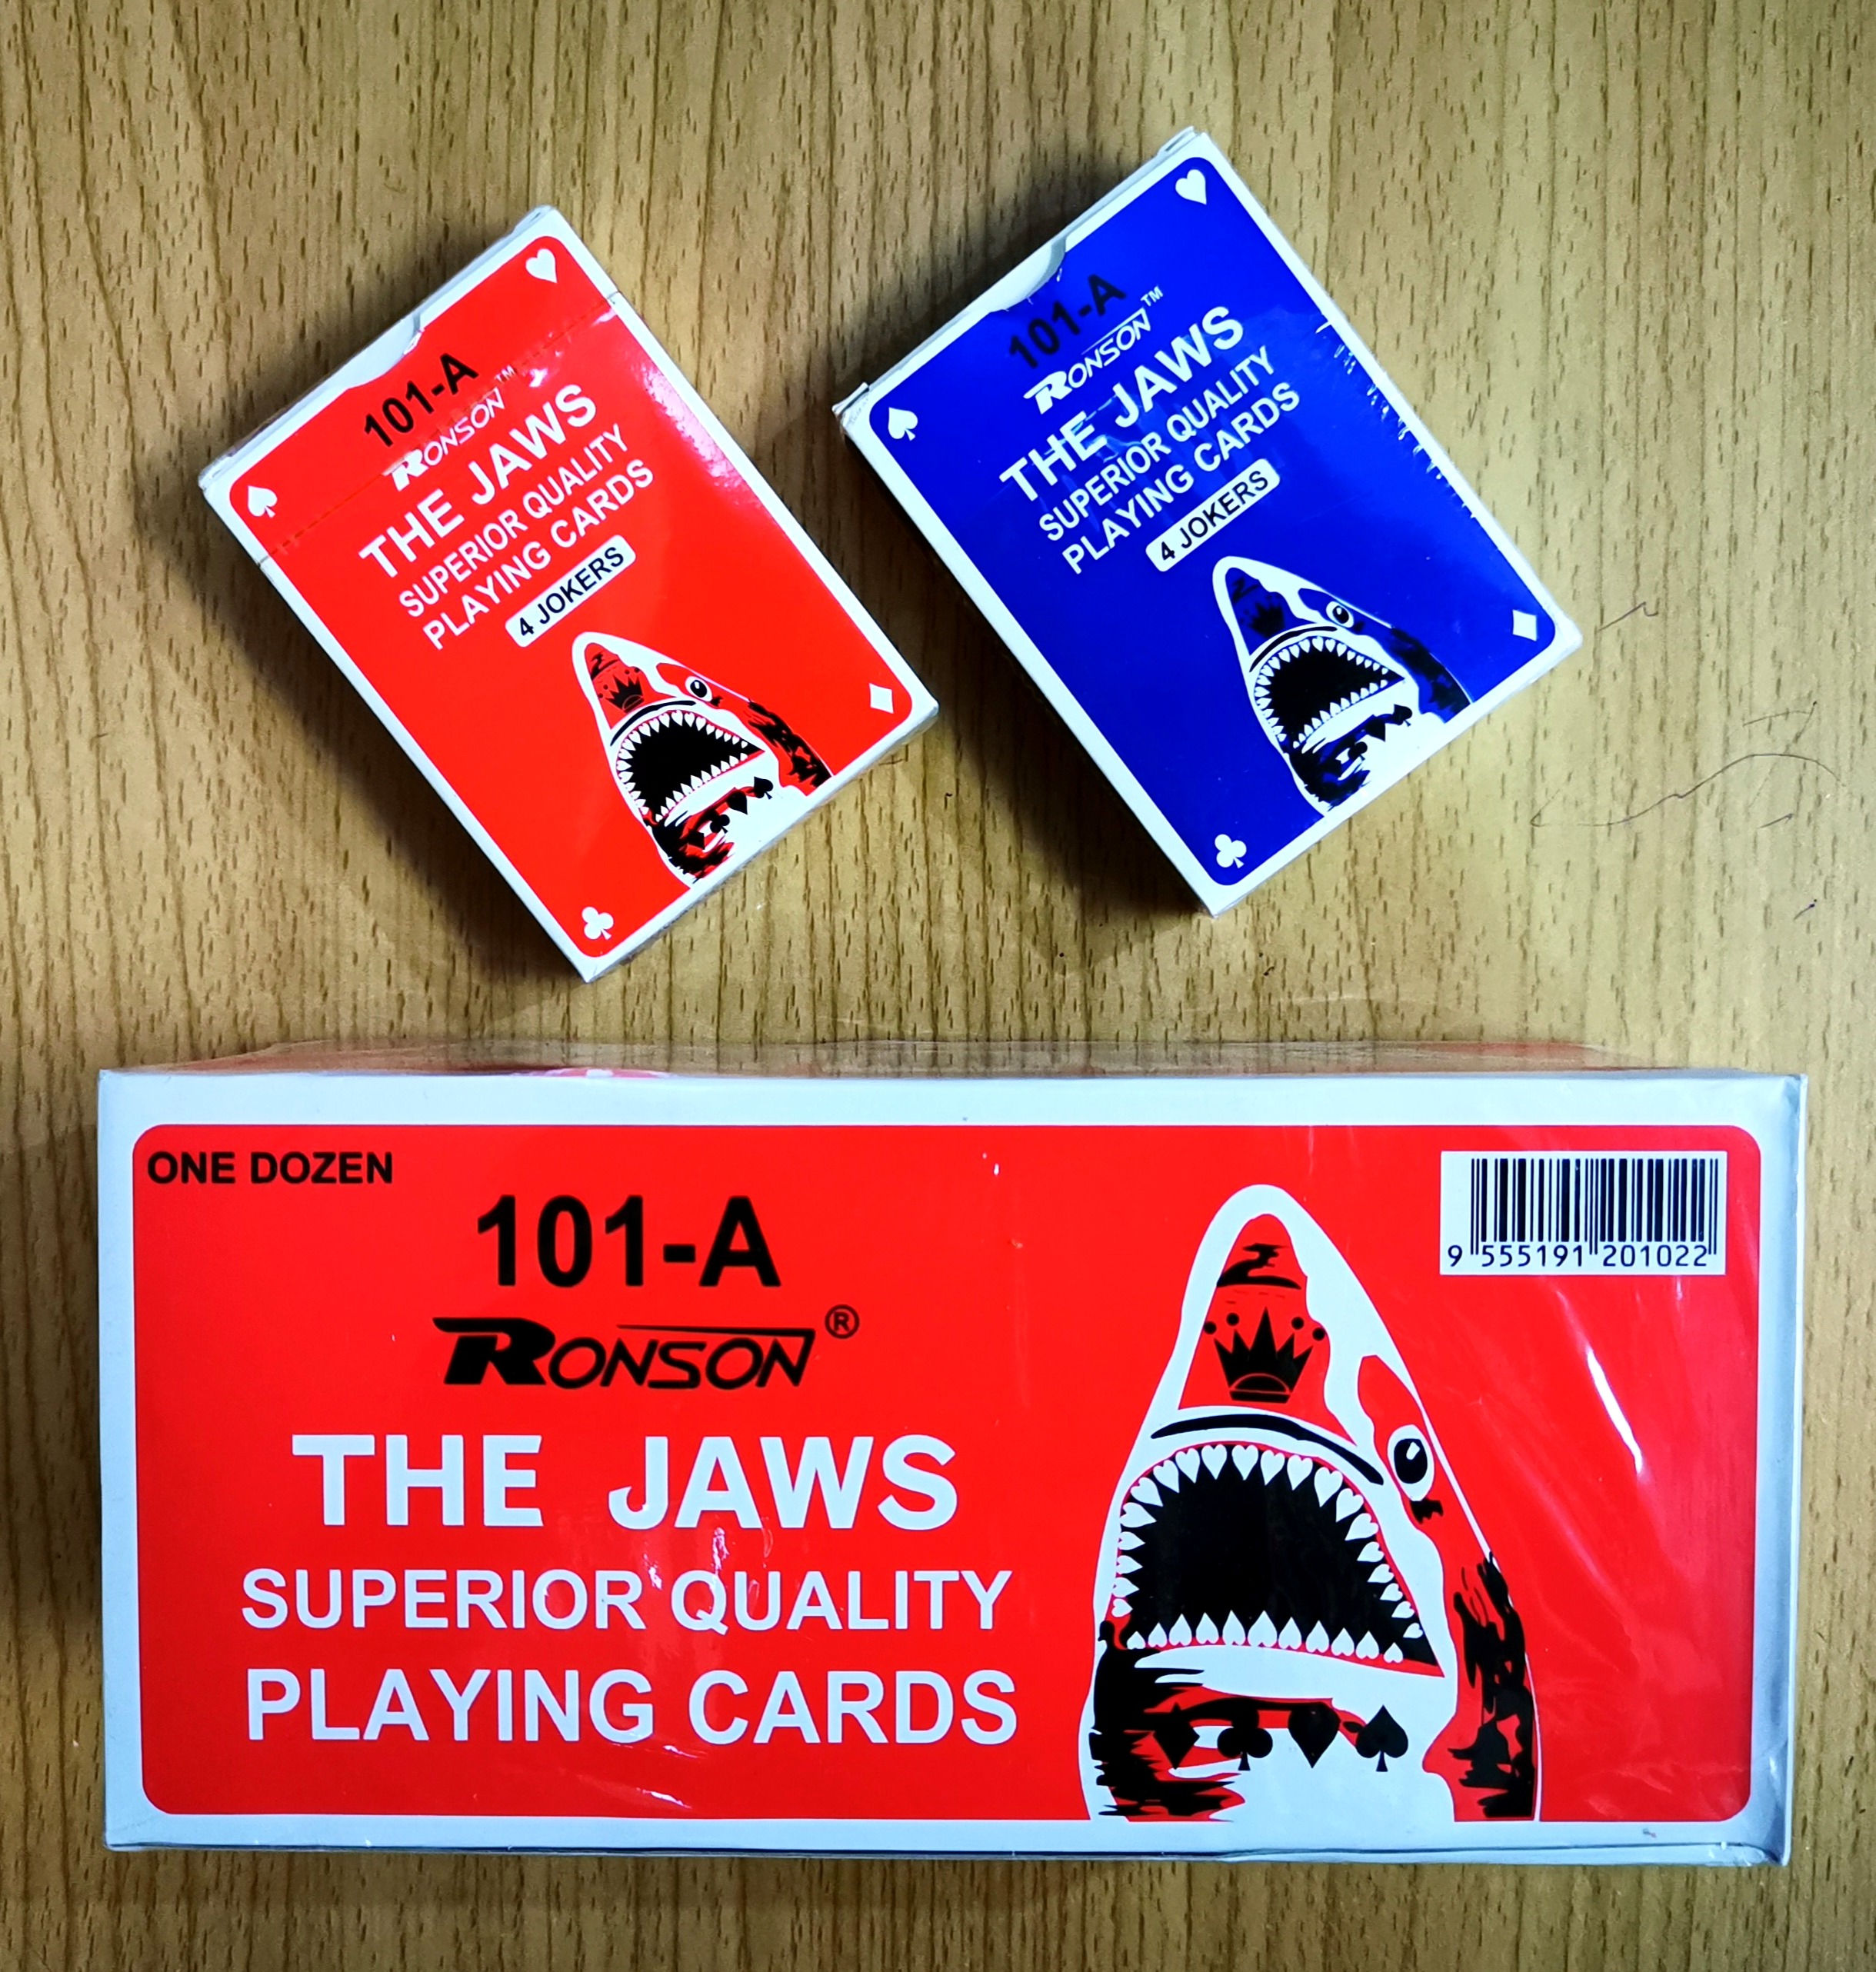 101-A
RONSON™
THE JAWS
SUPERIOR QUALITY
PLAYING CARDS
4 JOKERS
101-A
RONSON™
THE JAWS
SUPERIOR QUALITY
PLAYING CARDS
4 JOKERS
ONE DOZEN
101-A
RONSON®
THE JAWS
SUPERIOR QUALITY
PLAYING CARDS
9 555191 201022